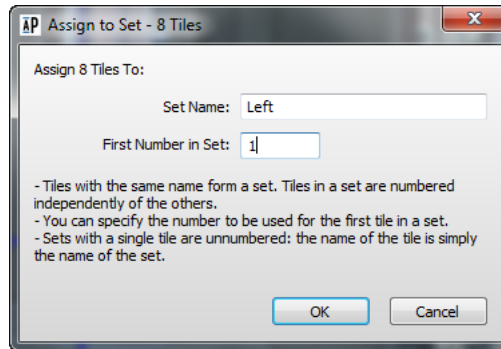 AP Assign to Set - 8 Tiles
Assign 8 Tiles To:
Set Name: Left
First Number in Set: 1
- Tiles with the same name form a set. Tiles in a set are numbered
independently of the others.
- You can specify the number to be used for the first tile in a set.
- Sets with a single tile are unnumbered: the name of the tile is simply
the name of the set.
OK Cancel